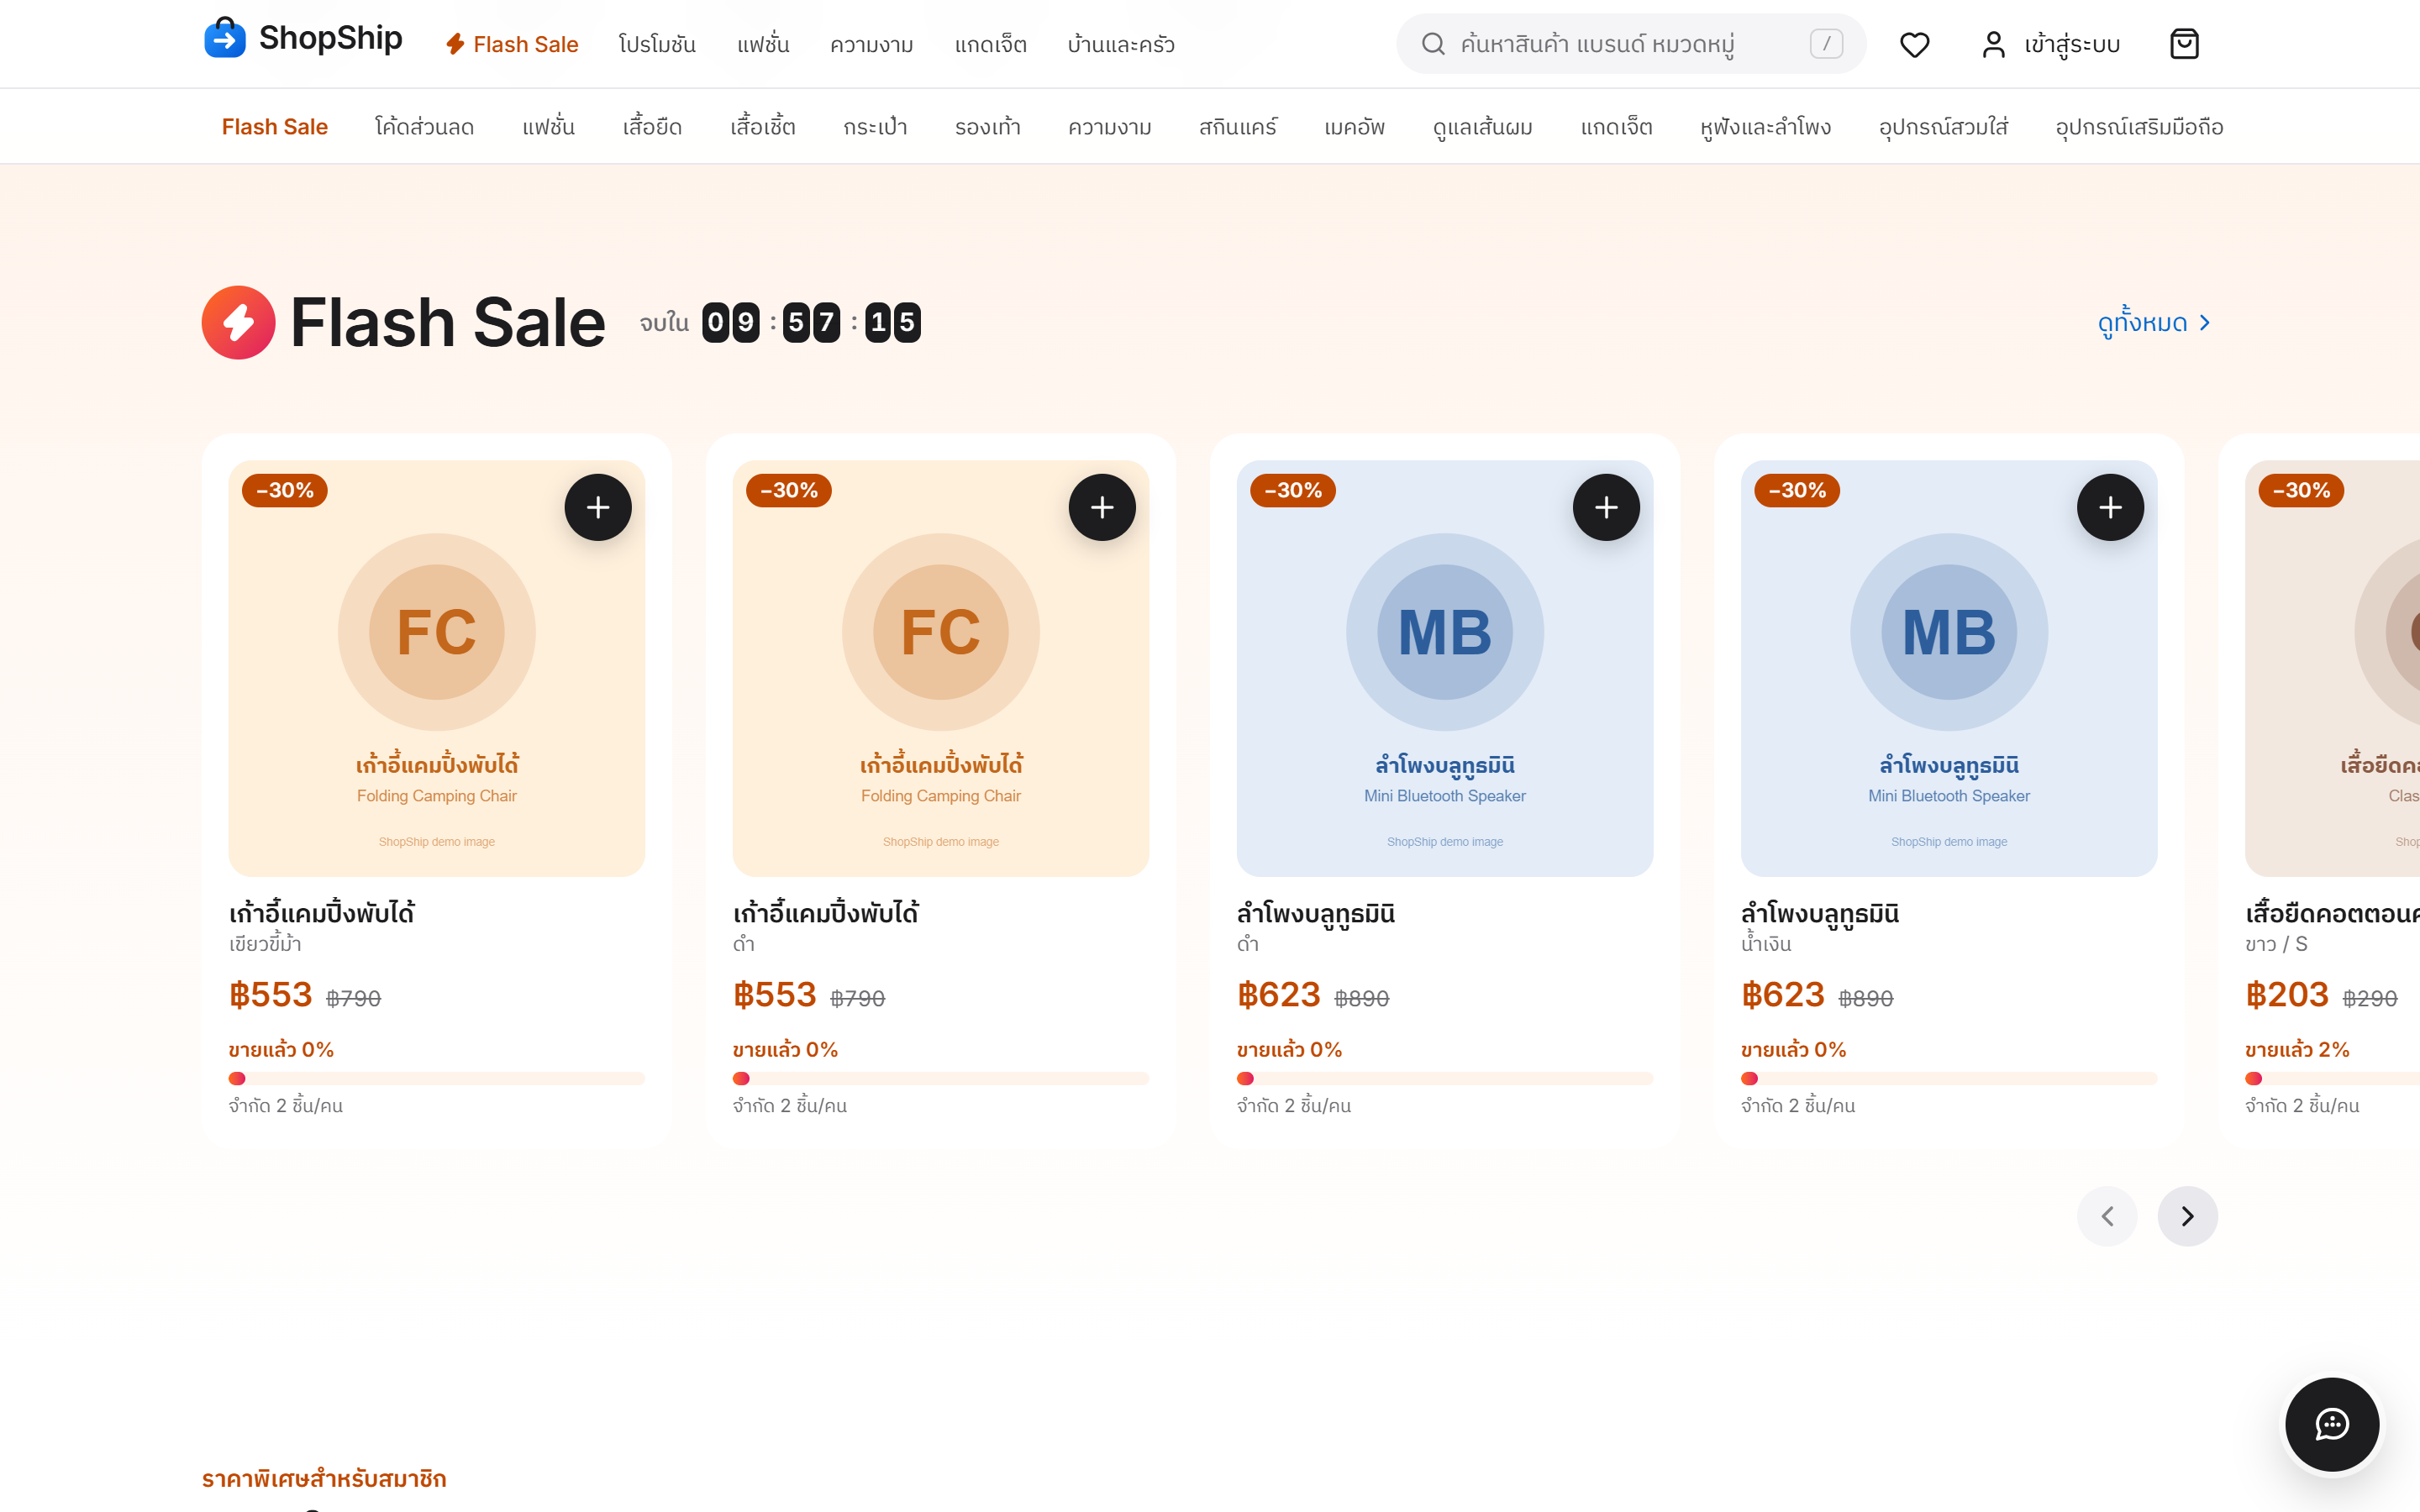 ShopShip
Flash Sale โปรโมชัน แฟชั่น ความงาม แกดเจ็ต บ้านและครัว
ค้นหาสินค้า แบรนด์ หมวดหมู่ /
เข้าสู่ระบบ
Flash Sale โค้ดส่วนลด แฟชั่น เสื้อยืด เสื้อเชิ้ต กระเป๋า รองเท้า ความงาม สกินแคร์ เมคอัพ ดูแลเส้นผม แกดเจ็ต หูฟังและลำโพง อุปกรณ์สวมใส่ อุปกรณ์เสริมมือถือ
Flash Sale จบใน 09:57:15
ดูทั้งหมด
–30%
FC
เก้าอี้แคมปิ้งพับได้
Folding Camping Chair
ShopShip demo image
เก้าอี้แคมปิ้งพับได้
เขียวขี้ม้า
฿553 ฿790
ขายแล้ว 0%
จำกัด 2 ชิ้น/คน
–30%
FC
เก้าอี้แคมปิ้งพับได้
Folding Camping Chair
ShopShip demo image
เก้าอี้แคมปิ้งพับได้
ดำ
฿553 ฿790
ขายแล้ว 0%
จำกัด 2 ชิ้น/คน
–30%
MB
ลำโพงบลูทูธมินิ
Mini Bluetooth Speaker
ShopShip demo image
ลำโพงบลูทูธมินิ
ดำ
฿623 ฿890
ขายแล้ว 0%
จำกัด 2 ชิ้น/คน
–30%
MB
ลำโพงบลูทูธมินิ
Mini Bluetooth Speaker
ShopShip demo image
ลำโพงบลูทูธมินิ
น้ำเงิน
฿623 ฿890
ขายแล้ว 0%
จำกัด 2 ชิ้น/คน
–30%
เสื้อยืดคอตตอน
ขาว / S
฿203 ฿290
ขายแล้ว 2%
จำกัด 2 ชิ้น/คน
ราคาพิเศษสำหรับสมาชิก